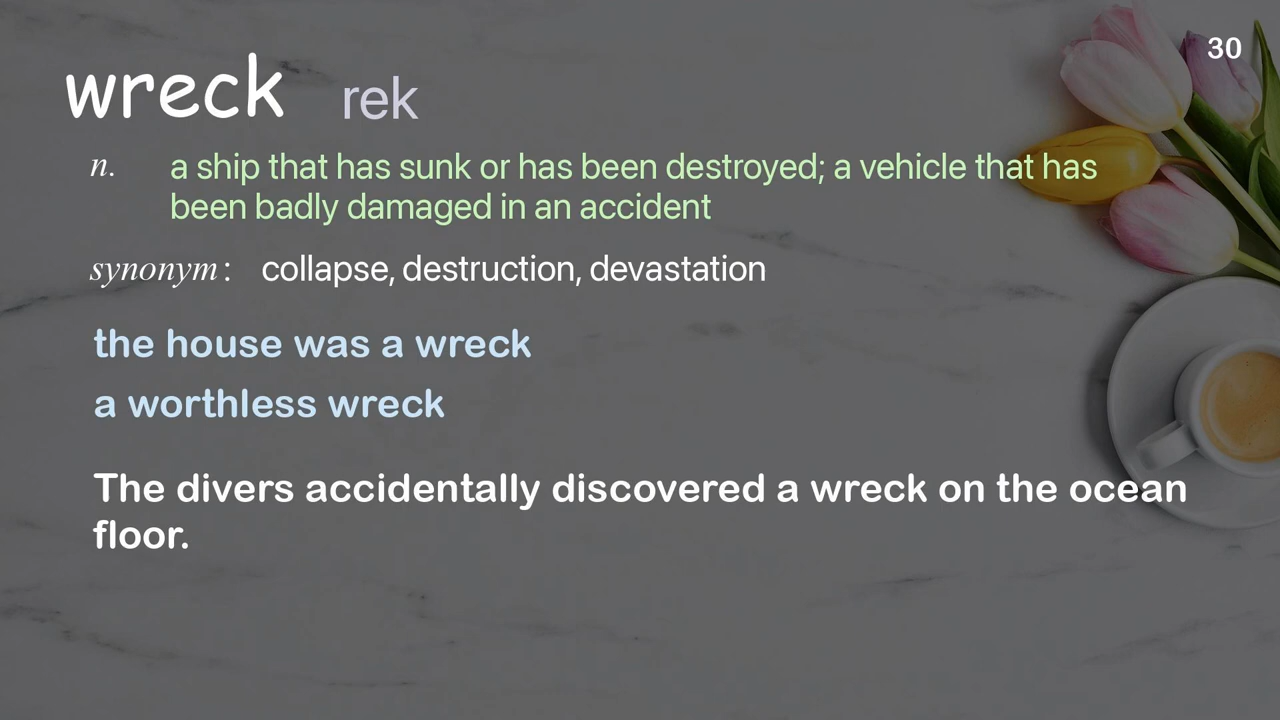 30
wreck rek
n. a ship that has sunk or has been destroyed; a vehicle that has
been badly damaged in an accident
synonym: collapse, destruction, devastation
the house was a wreck
a worthless wreck
The divers accidentally discovered a wreck on the ocean
floor.